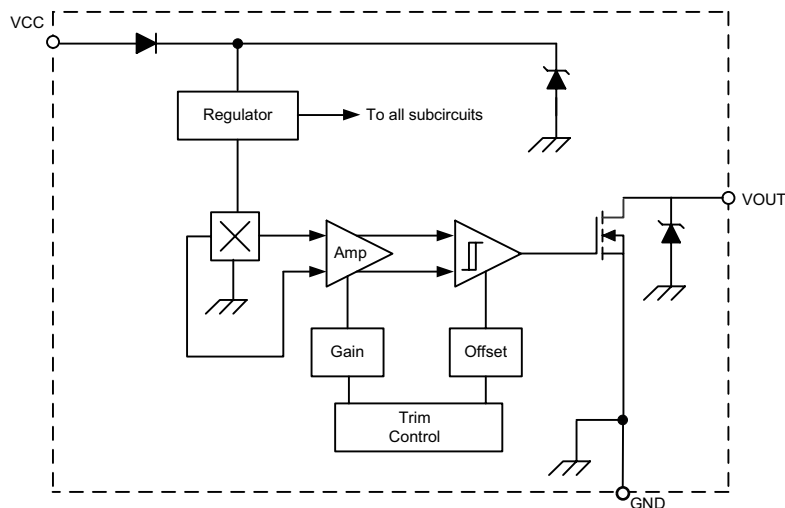 VCC
Regulator
To all subcircuits
VOUT
Amp
Gain
Offset
Trim
Control
GND